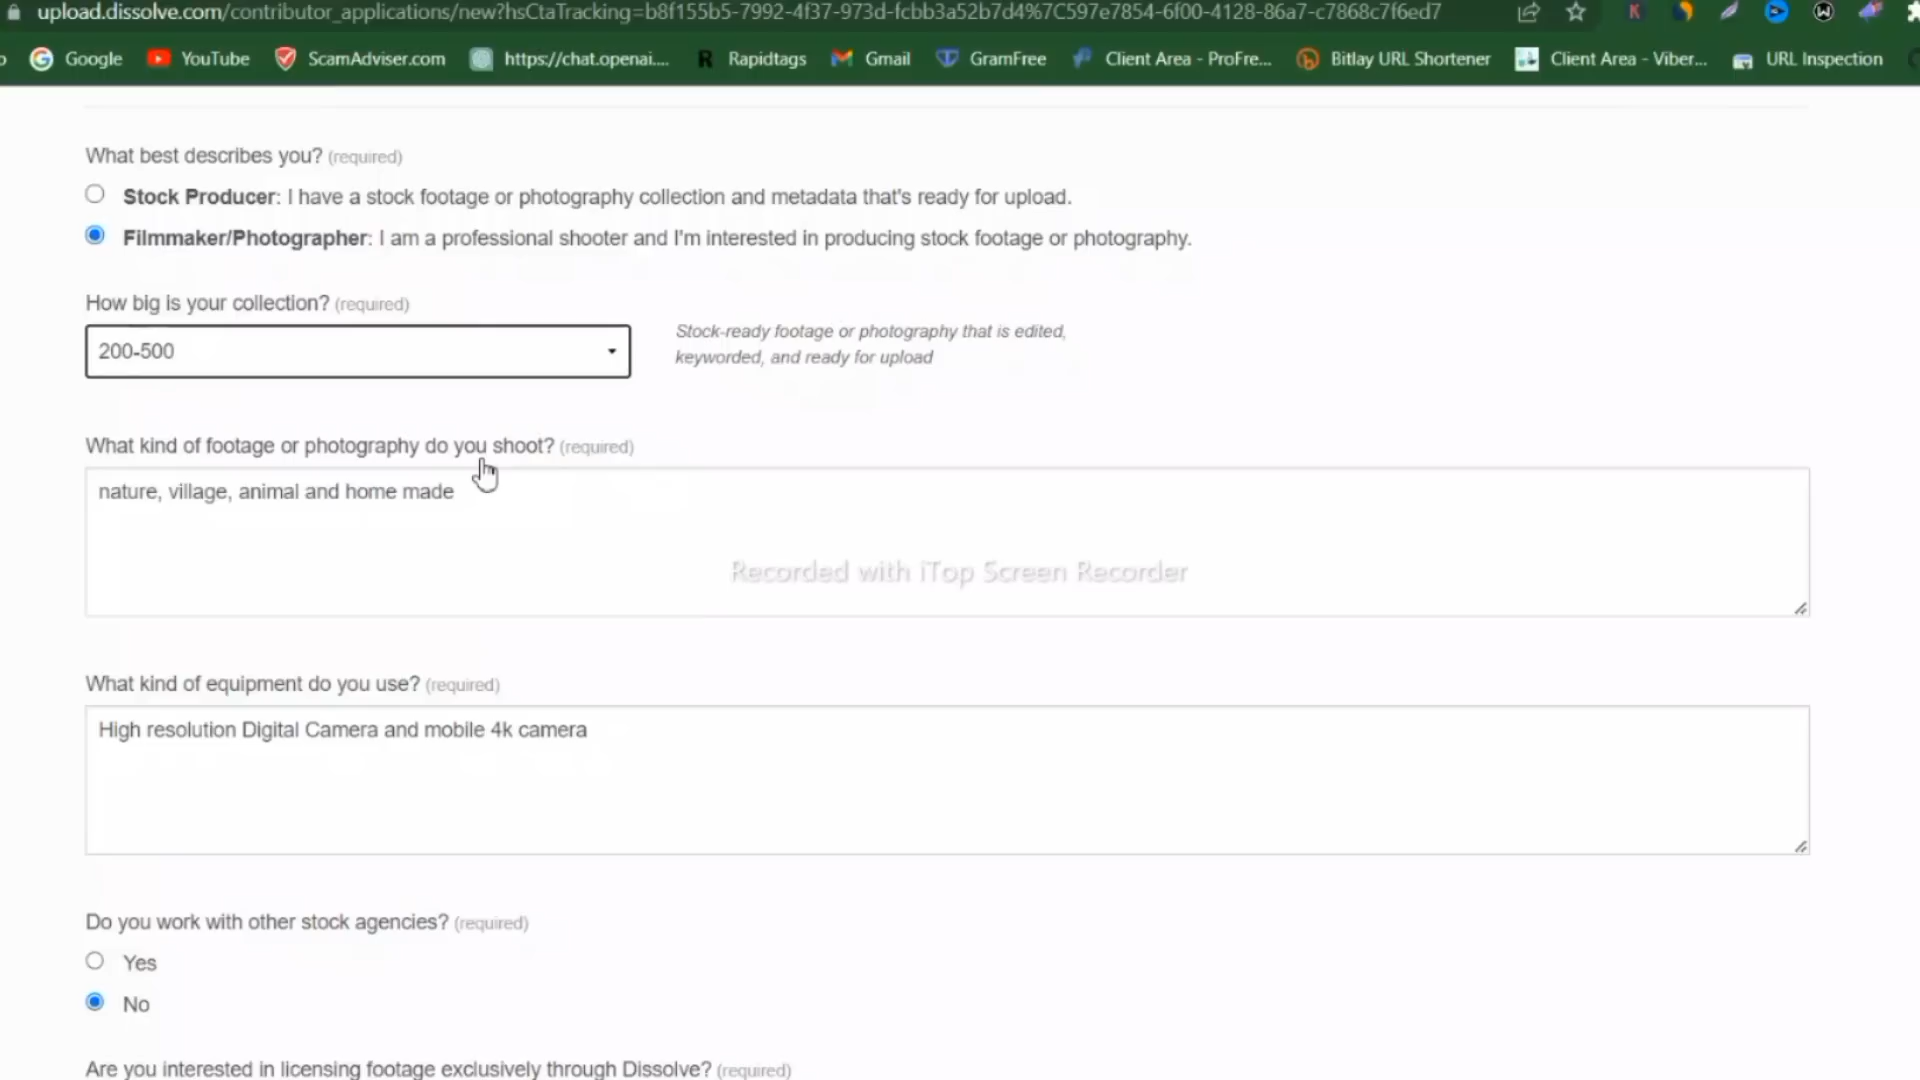 upload.dissolve.com/contributor_applications/new?hsCtaTracking=b8f155b5-7992-4f37-973d-fcbb3a52b7d4%7C597e7854-6f00-4128-86a7-c7868c7f6ed7
Google YouTube ScamAdviser.com https://chat.openai.... Rapidtags Gmail GramFree Client Area - ProFre... Bitlay URL Shortener Client Area - Viber... URL Inspection
What best describes you? (required)
Stock Producer: I have a stock footage or photography collection and metadata that's ready for upload.
Filmmaker/Photographer: I am a professional shooter and I'm interested in producing stock footage or photography.
How big is your collection? (required)
200-500
Stock-ready footage or photography that is edited,
keyworded, and ready for upload
What kind of footage or photography do you shoot? (required)
nature, village, animal and home made
Recorded with iTop Screen Recorder
What kind of equipment do you use? (required)
High resolution Digital Camera and mobile 4k camera
Do you work with other stock agencies? (required)
Yes
No
Are you interested in licensing footage exclusively through Dissolve? (required)